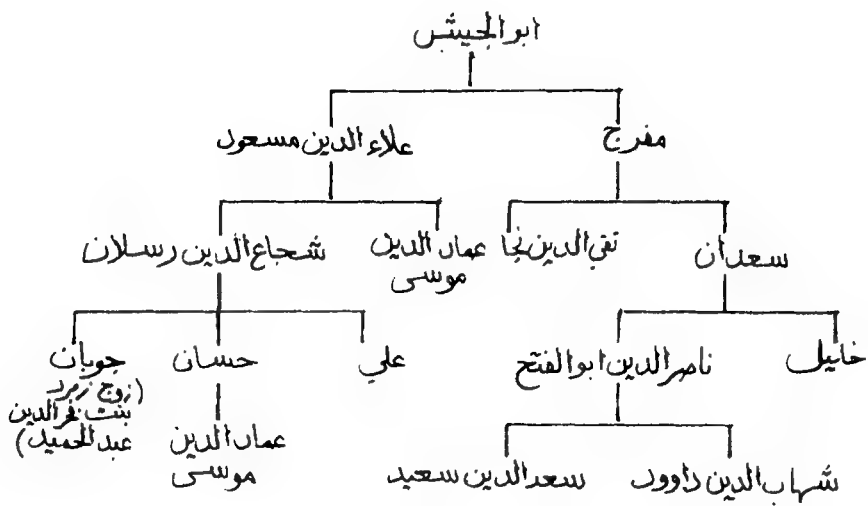 ابو الجيش
مفرج
علاء الدين مسعود
سعدان
تقي الدين نجا
عماد الدين
موسى
شجاع الدين رسلان
خليل
ناصر الدين ابو الفتح
علي
حسان
جوبان
(زوج زمرد
بنت فخر الدين
عبد الحميد)
شهاب الدين داوود
سعد الدين سعيد
عماد الدين
موسى